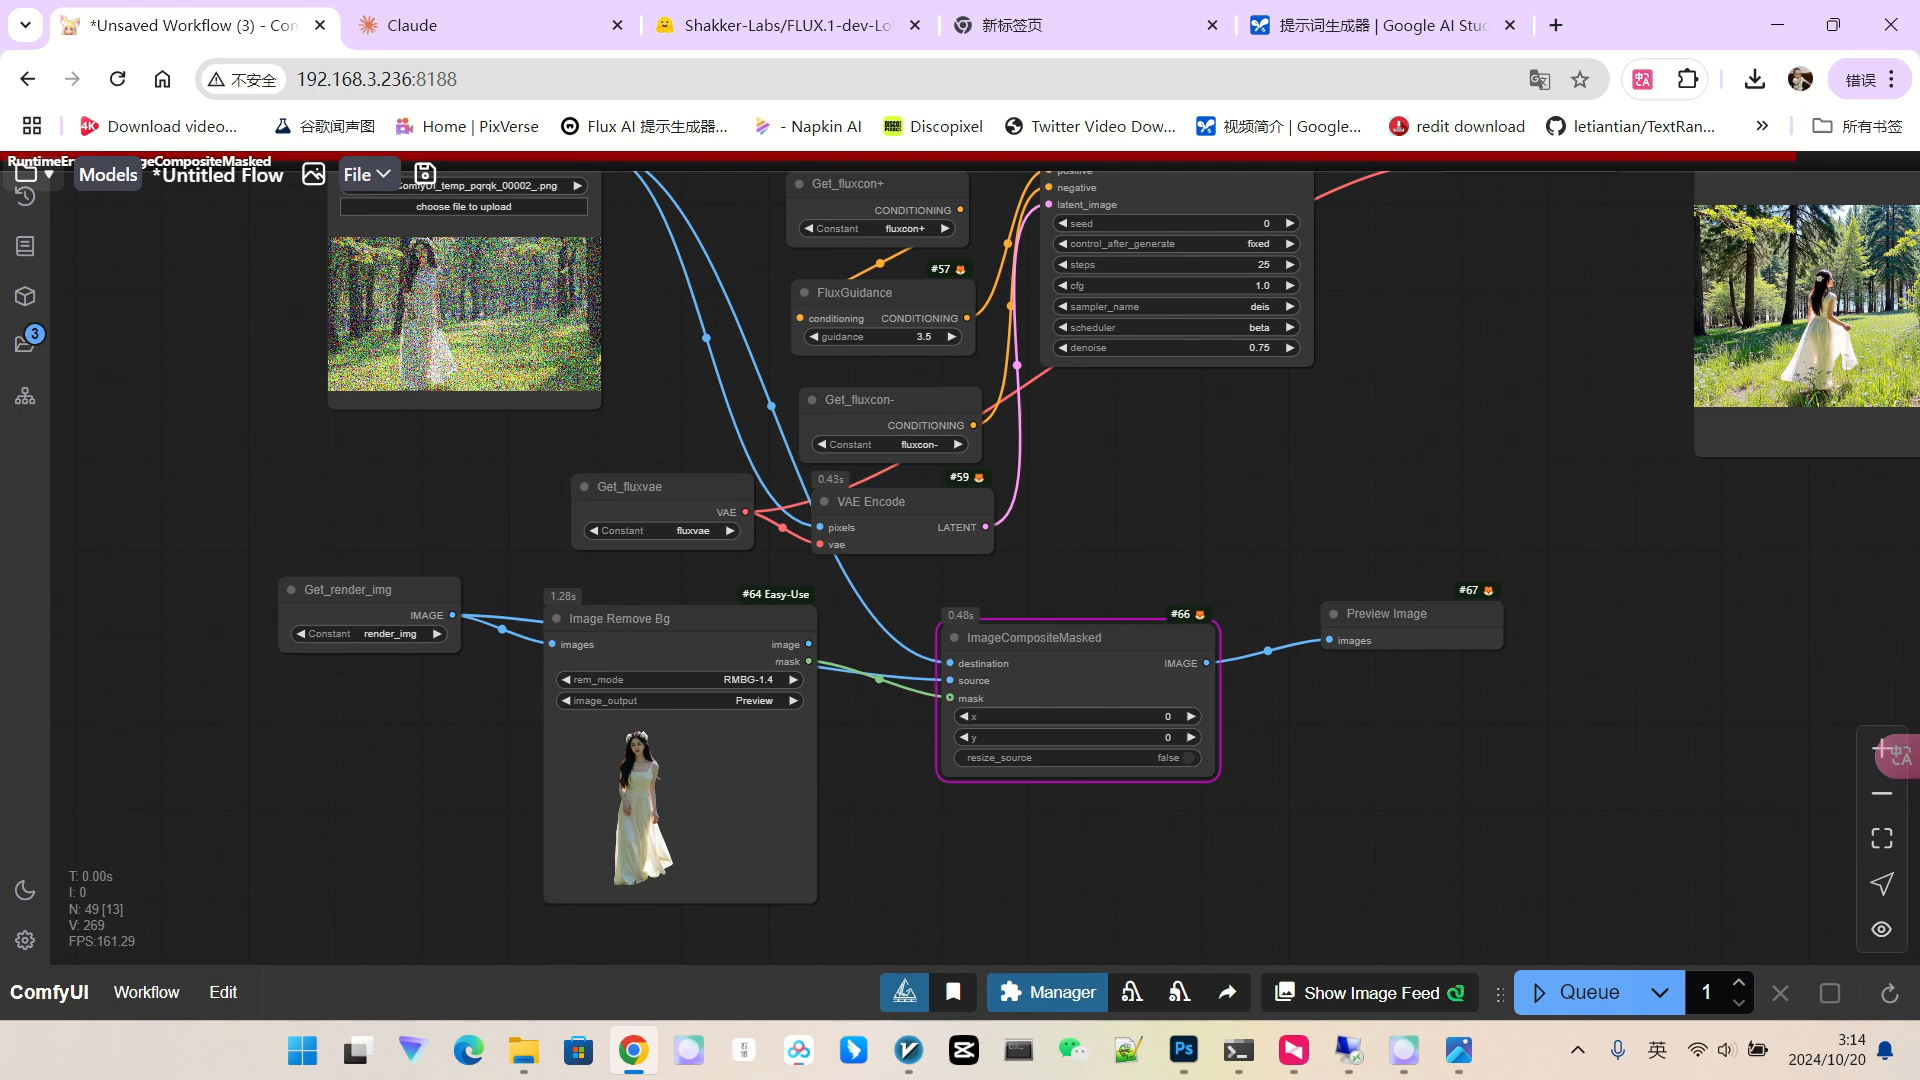 *Unsaved Workflow (3) - Con
Claude
Shakker-Labs/FLUX.1-dev-Lo
新标签页
提示词生成器 | Google AI Stuc
不安全
192.168.3.236:8188
错误
Download video...
谷歌闻声图
Home | PixVerse
Flux AI 提示生成器...
- Napkin AI
Discopixel
Twitter Video Dow...
视频简介 | Google...
redit download
letiantian/TextRan...
所有书签
RuntimeEr
geCompositeMasked
Models
*Untitled Flow
File
ComfyUI_temp_pqrqk_00002_.png
choose file to upload
Get_fluxcon+
CONDITIONING
Constant fluxcon+
#57
FluxGuidance
conditioning CONDITIONING
guidance 3.5
Get_fluxcon-
CONDITIONING
Constant fluxcon-
positive
negative
latent_image
seed 0
control_after_generate fixed
steps 25
cfg 1.0
sampler_name deis
scheduler beta
denoise 0.75
Get_fluxvae
VAE
Constant fluxvae
0.43s
#59
VAE Encode
pixels LATENT
vae
Get_render_img
IMAGE
Constant render_img
1.28s
#64 Easy-Use
Image Remove Bg
images image
mask
rem_mode RMBG-1.4
image_output Preview
0.48s
#66
ImageCompositeMasked
destination IMAGE
source
mask
x 0
y 0
resize_source false
#67
Preview Image
images
3
T: 0.00s
I: 0
N: 49 [13]
V: 269
FPS:161.29
ComfyUI
Workflow
Edit
Manager
Show Image Feed
Queue
1
英
3:14
2024/10/20